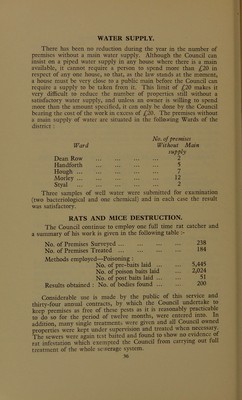 WATER SUPPLY.
There has been no reduction during the year in the number of
premises without a main water supply. Although the Council can
insist on a piped water supply in any house where there is a main
available, it cannot require a person to spend more than £20 in
respect of any one house, so that, as the law stands at the moment,
a house must be very close to a public main before the Council can
require a supply to be taken from it. This limit of £20 makes it
very difficult to reduce the number of properties still without a
satisfactory water supply, and unless an owner is willing to spend
more than the amount specified, it can only be done by the Council
bearing the cost of the work in excess of £20. The premises without
a main supply of water are situated in the following Wards of the
district :
No. of premises
Ward Without Main
supply
Dean Row ... ... ... ... 2
Handforth ... ... ... ... 5
Hough ... ... ... ... 7
Morley ... ... ... ... 12
Styal ... ... ... ... 2
Three samples of well water were submitted for examination
(two bacteriological and one chemical) and in each case the result
was satisfactory.
RATS AND MICE DESTRUCTION.
The Council continue to employ one full time rat catcher and
a summary of his work is given in the following table :-
No. of Premises Surveyed ... ... ... 238
No. of Premises Treated ... ... ... 184
Methods employed—Poisoning :
No. of pre-baits laid ... ... 5,445
No. of poison baits laid ... 2,024
No. of post baits laid ... ... 51
Results obtained : No. of bodies found ... ... 200
Considerable use is made by the public of this service and
thirty-four annual contracts, by which the Council undertake to
keep premises as free of these pests as it is reasonably practicable
to do so for the period of twelve months, were entered into. In
addition, many single treatments were given and all Council owned
properties were kept under supervision and treated when necessary.
The sewers were again test baited and found to show no evidence of
rat infestation which exempted the Council from carrying out full
treatment of the whole sewerage system.
36